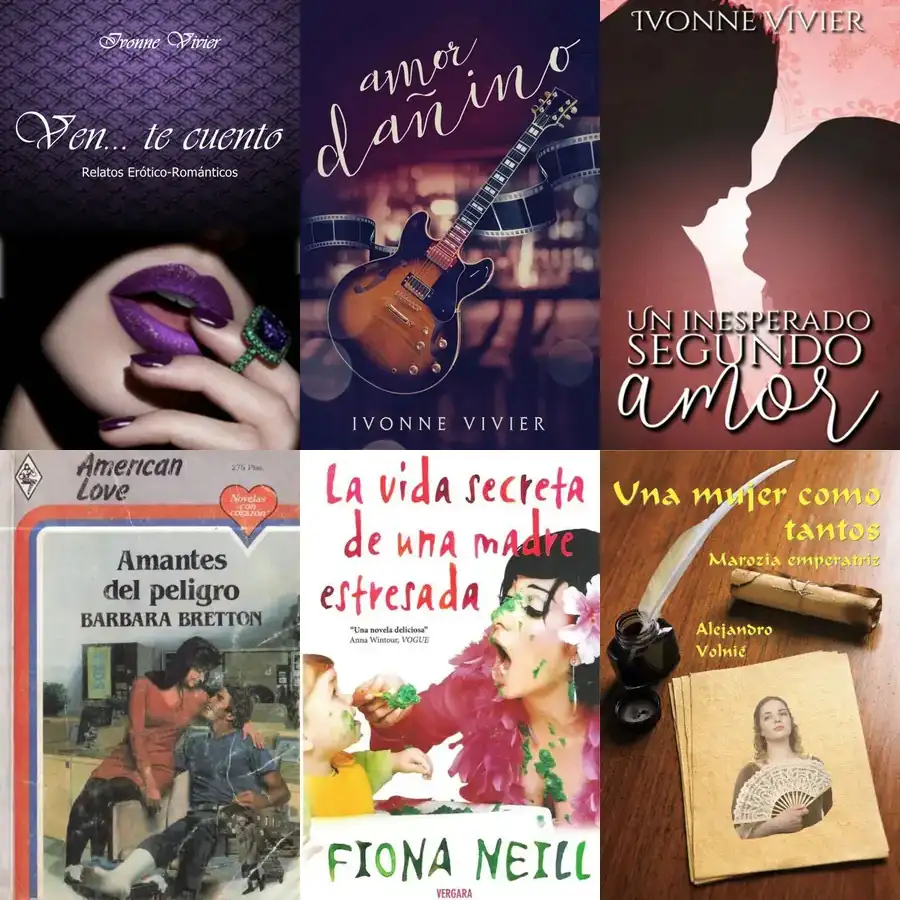 Ivonne Vivier
Ven... te cuento
Relatos Erótico-Románticos
amor
dañino
IVONNE VIVIER
IVONNE VIVIER
UN INESPERADO
SEGUNDO
amor
American
Love
275 Ptas.
Novelas
con
corazón
Amantes
del peligro
BARBARA BRETTON
La vida secreta
de una madre
estresada
"Una novela deliciosa"
Anna Wintour, VOGUE
FIONA NEILL
VERGARA
Una mujer como
tantos
Marozia emperatriz
Alejandro
Volnié